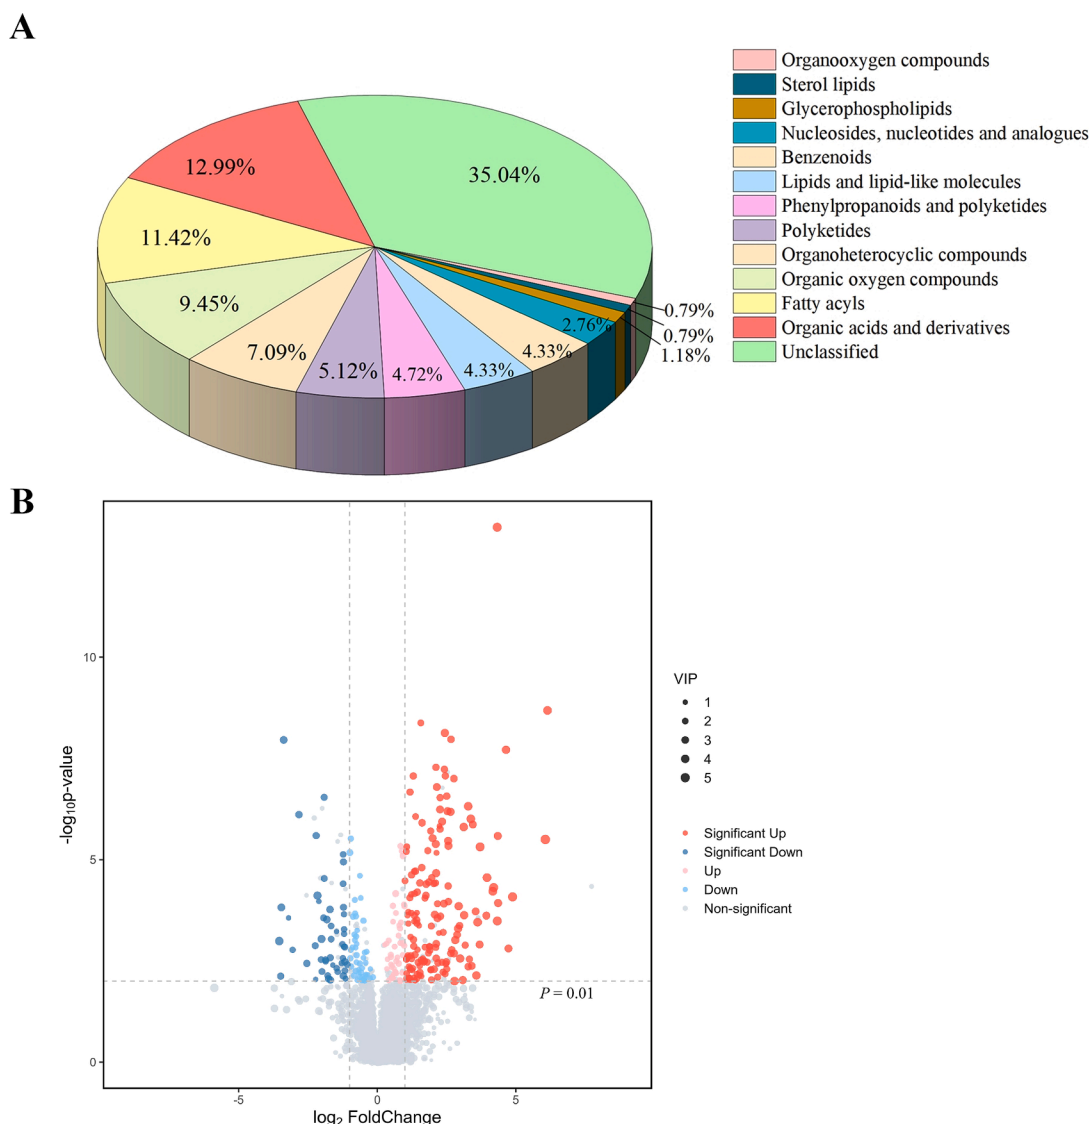 A
Organooxygen compounds
Sterol lipids
Glycerophospholipids
Nucleosides, nucleotides and analogues
Benzenoids
Lipids and lipid-like molecules
Phenylpropanoids and polyketides
Polyketides
Organoheterocyclic compounds
Organic oxygen compounds
Fatty acyls
Organic acids and derivatives
Unclassified
35.04%
12.99%
11.42%
9.45%
7.09%
5.12%
4.72%
4.33%
4.33%
2.76%
0.79%
0.79%
1.18%
B
-log10p-value
10
5
0
-5
0
5
log2 FoldChange
P = 0.01
VIP
1
2
3
4
5
Significant Up
Significant Down
Up
Down
Non-significant